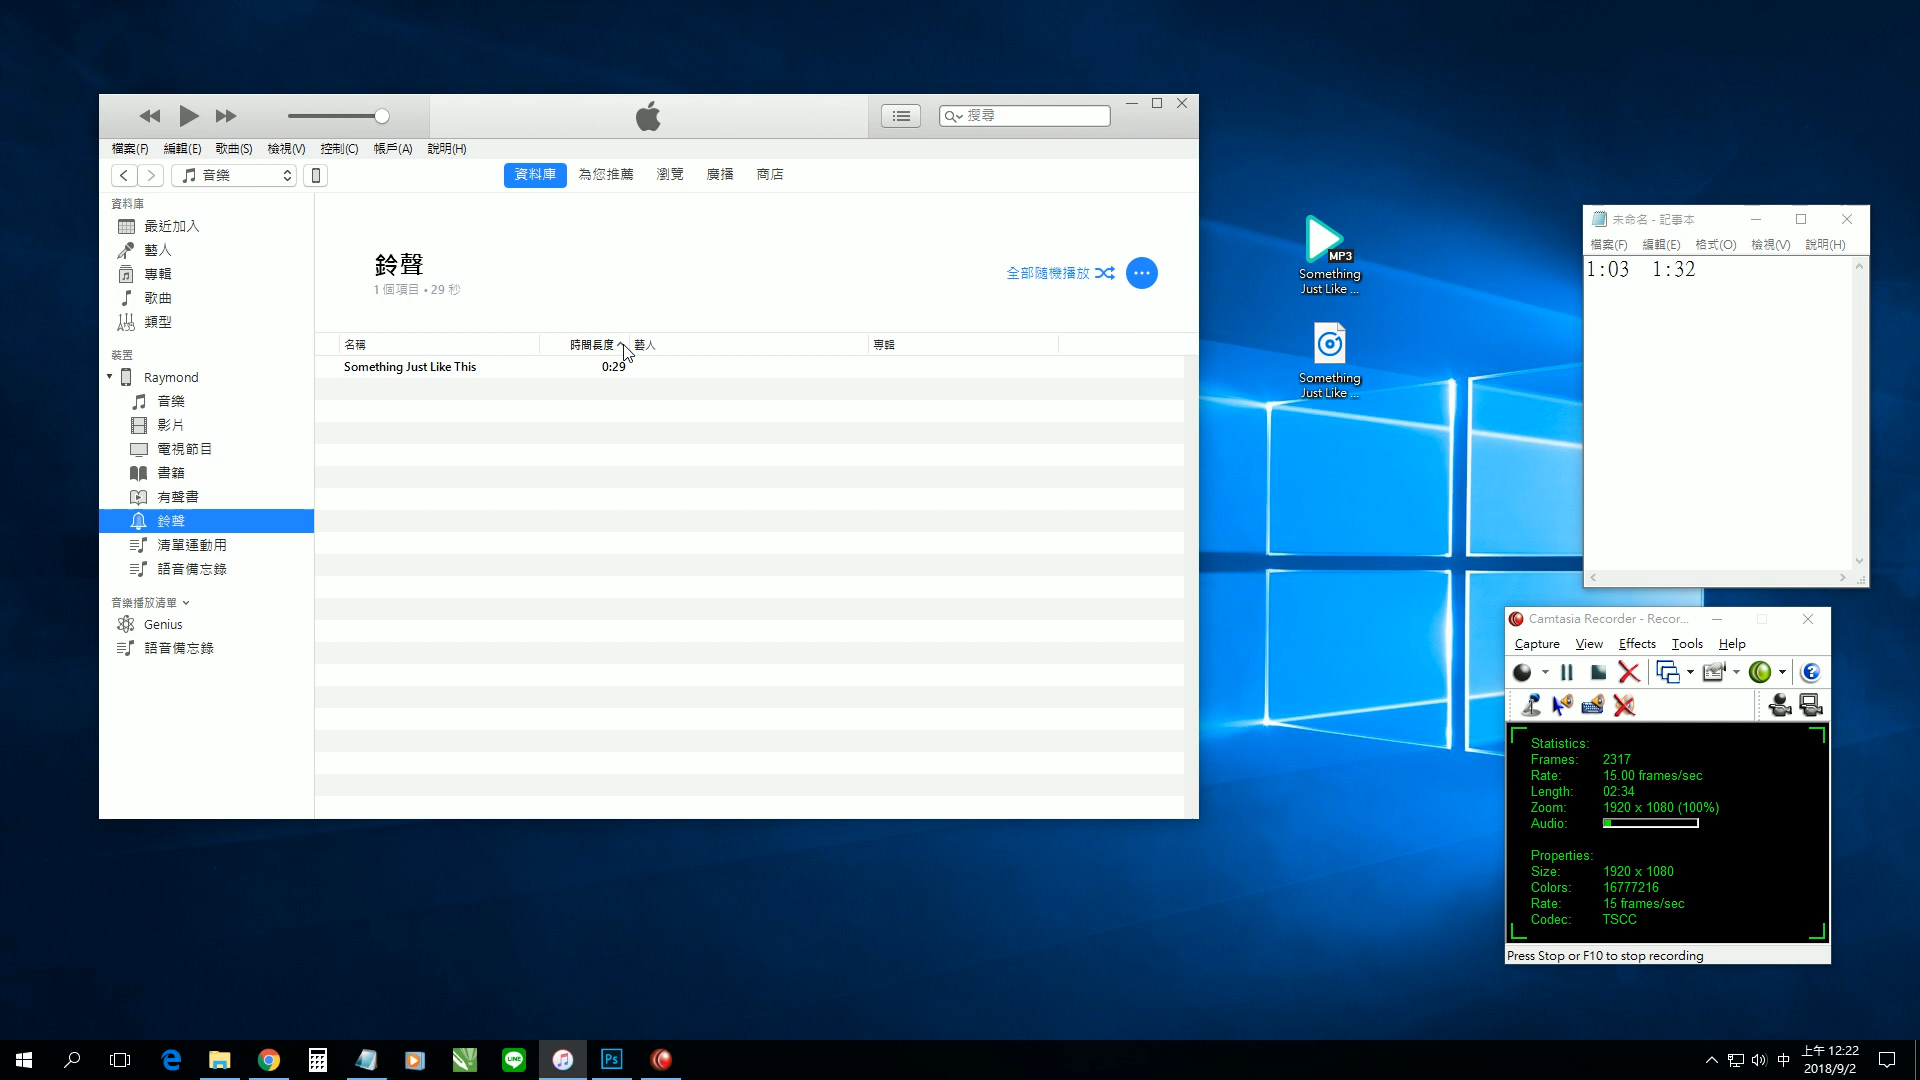 搜尋
檔案(F) 編輯(E) 歌曲(S) 檢視(V) 控制(C) 帳戶(A) 說明(H)
音樂
資料庫 為您推薦 瀏覽 廣播 商店
資料庫
最近加入
藝人
專輯
歌曲
類型
裝置
Raymond
音樂
影片
電視節目
書籍
有聲書
鈴聲
清單運動用
語音備忘錄
音樂播放清單
Genius
語音備忘錄
鈴聲
1 個項目 • 29 秒
全部隨機播放
名稱 時間長度 藝人 專輯
Something Just Like This 0:29
MP3
Something
Just Like ...
Something
Just Like ...
未命名 - 記事本
檔案(F) 編輯(E) 格式(O) 檢視(V) 說明(H)
1:03 1:32
Camtasia Recorder - Recor...
Capture View Effects Tools Help
Statistics:
Frames: 2317
Rate: 15.00 frames/sec
Length: 02:34
Zoom: 1920 x 1080 (100%)
Audio:
Properties:
Size: 1920 x 1080
Colors: 16777216
Rate: 15 frames/sec
Codec: TSCC
Press Stop or F10 to stop recording
LINE
Ps
中
上午 12:22
2018/9/2